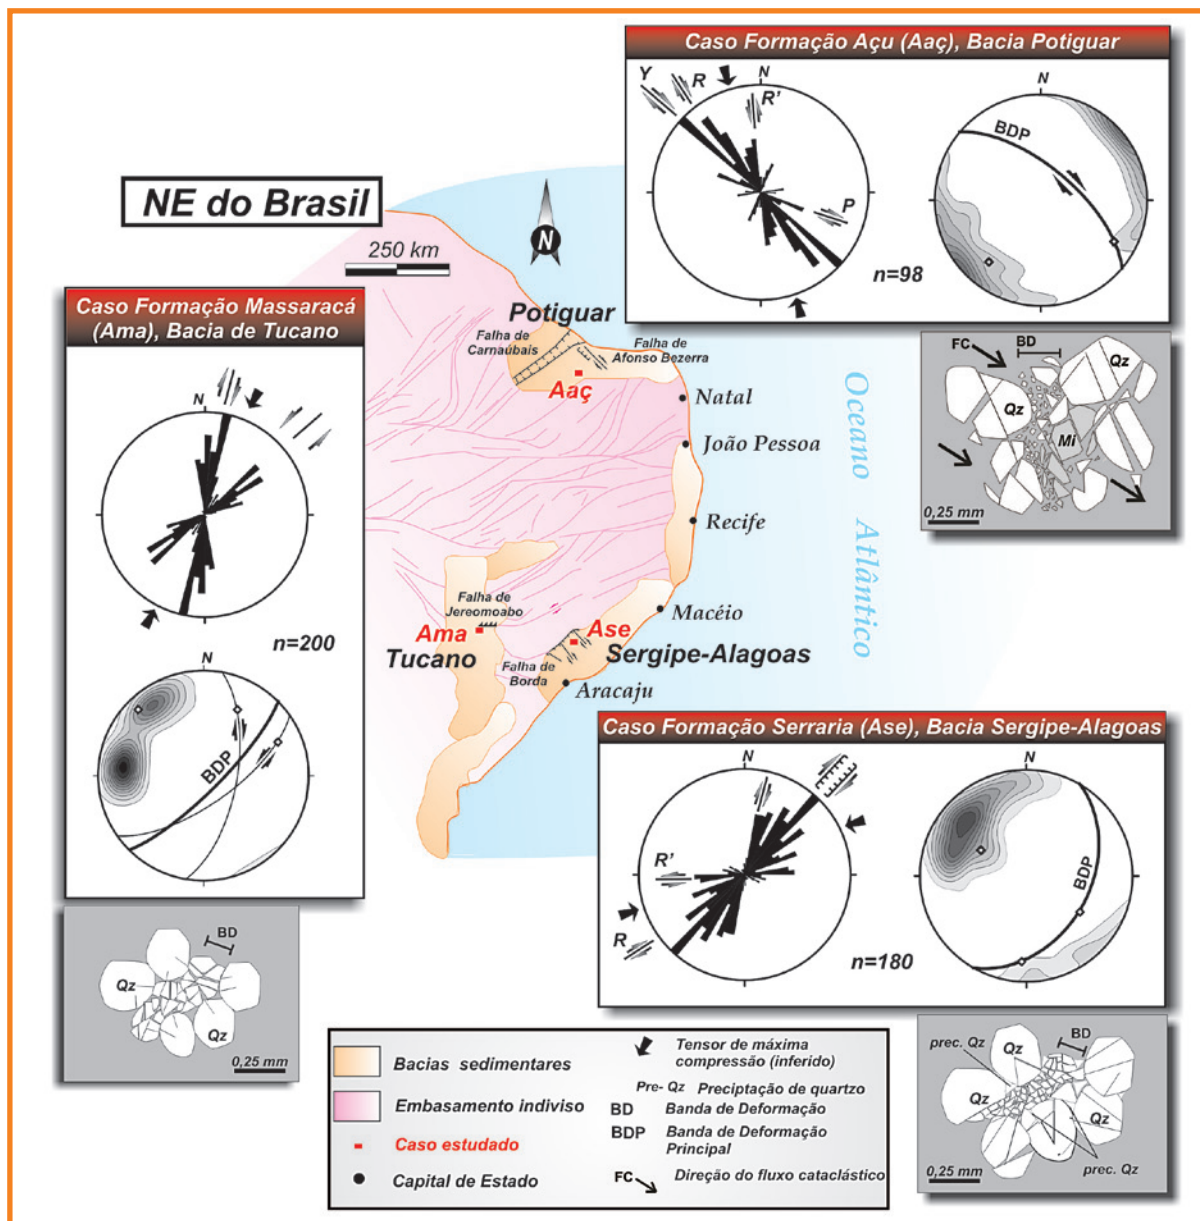 Caso Formação Açu (Aaç), Bacia Potiguar
Y
R
N
R'
P
n=98
N
BDP
FC
BD
Qz
Qz
Mi
0,25 mm
NE do Brasil
250 km
N
Caso Formação Massaracá
(Ama), Bacia de Tucano
N
n=200
N
BDP
BD
Qz
Qz
0,25 mm
Potiguar
Falha de
Carnaúbais
Falha de
Afonso Bezerra
Aaç
Natal
João Pessoa
Recife
Macéio
Aracaju
Oceano
Atlântico
Falha de
Jereomoabo
Ama
Tucano
Ase
Sergipe-Alagoas
Falha de
Borda
Caso Formação Serraria (Ase), Bacia Sergipe-Alagoas
N
R'
R
n=180
N
BDP
BD
prec. Qz
Qz
Qz
Qz
prec. Qz
0,25 mm
Bacias sedimentares
Embasamento indiviso
Caso estudado
Capital de Estado
Tensor de máxima
compressão (inferido)
Pre- Qz Preciptação de quartzo
BD Banda de Deformação
BDP Banda de Deformação
Principal
FC Direição do fluxo cataclástico